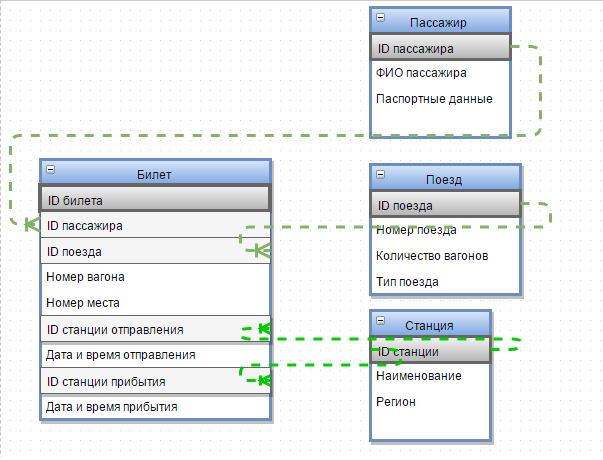 Пассажир
ID пассажира
ФИО пассажира
Паспортные данные
Билет
ID билета
ID пассажира
ID поезда
Номер вагона
Номер места
ID станции отправления
Дата и время отправления
ID станции прибытия
Дата и время прибытия
Поезд
ID поезда
Номер поезда
Количество вагонов
Тип поезда
Станция
ID станции
Наименование
Регион